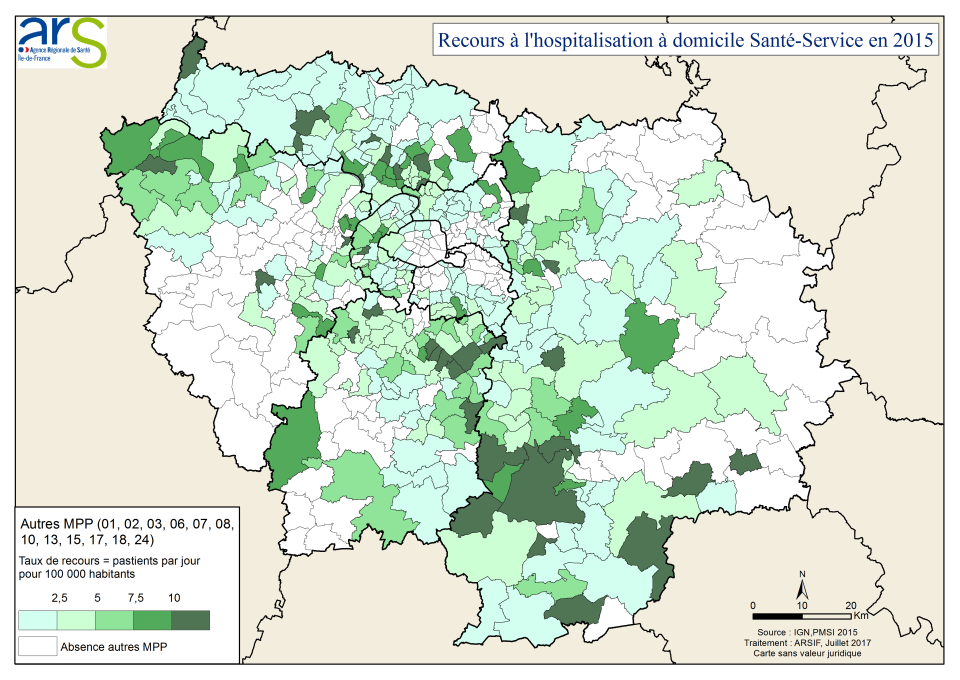 ars
Agence Régionale de Santé
Île-de-France
Recours à l'hospitalisation à domicile Santé-Service en 2015
Autres MPP (01, 02, 03, 06, 07, 08,
10, 13, 15, 17, 18, 24)
Taux de recours = pastients par jour
pour 100 000 habitants
2,5 5 7,5 10
Absence autres MPP
N
0 10 20
Km
Source : IGN,PMSI 2015
Traitement : ARSIF, Juillet 2017
Carte sans valeur juridique